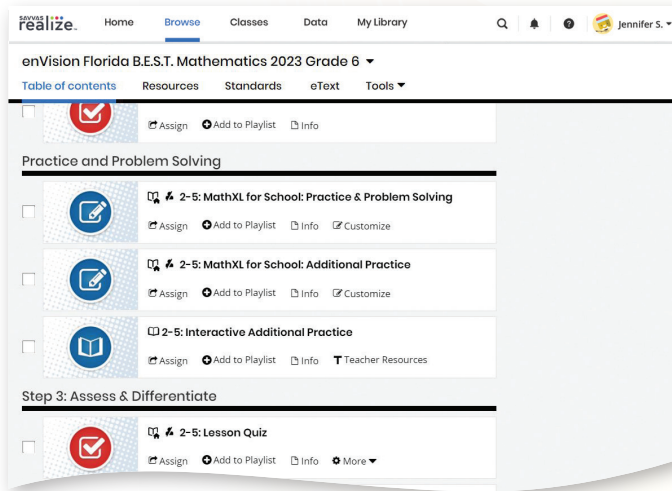 SAVVAS
realize.
Home Browse Classes Data My Library
Jennifer S.
enVision Florida B.E.S.T. Mathematics 2023 Grade 6
Table of contents Resources Standards eText Tools
Assign Add to Playlist Info
Practice and Problem Solving
2-5: MathXL for School: Practice & Problem Solving
Assign Add to Playlist Info Customize
2-5: MathXL for School: Additional Practice
Assign Add to Playlist Info Customize
2-5: Interactive Additional Practice
Assign Add to Playlist Info T Teacher Resources
Step 3: Assess & Differentiate
2-5: Lesson Quiz
Assign Add to Playlist Info More